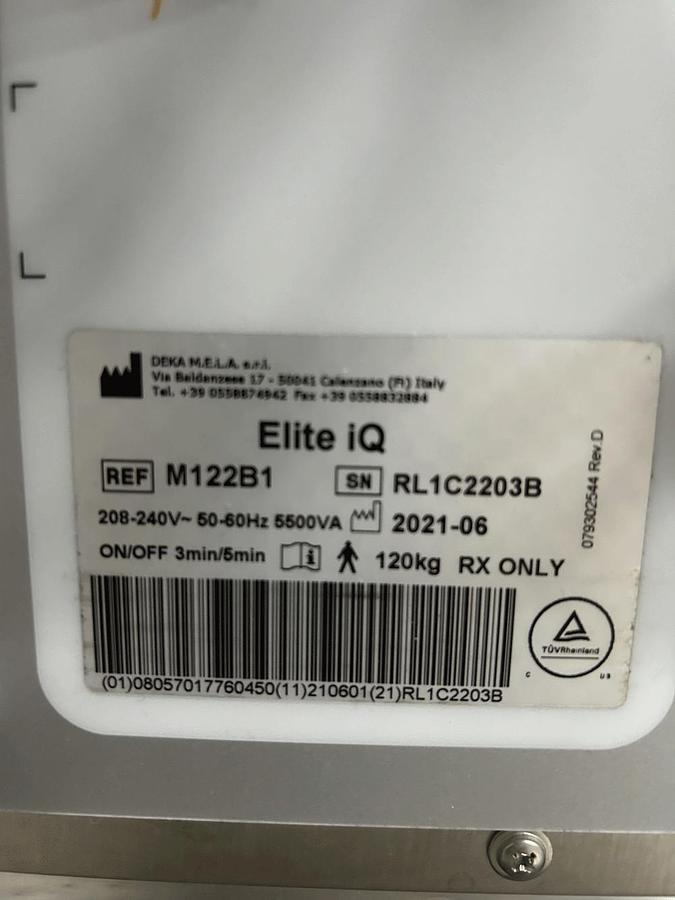 DEKA M.E.L.A. s.r.l.
Via Baldanzese 17 - 50041 Calenzano (FI) Italy
Tel. +39 0558874942 Fax +39 0558832884
Elite iQ
REF M122B1 SN RL1C2203B
208-240V~ 50-60Hz 5500VA 2021-06
ON/OFF 3min/5min i 120kg RX ONLY
(01)08057017760450(11)210601(21)RL1C2203B
TÜVRheinland
C US
079302544 Rev.D